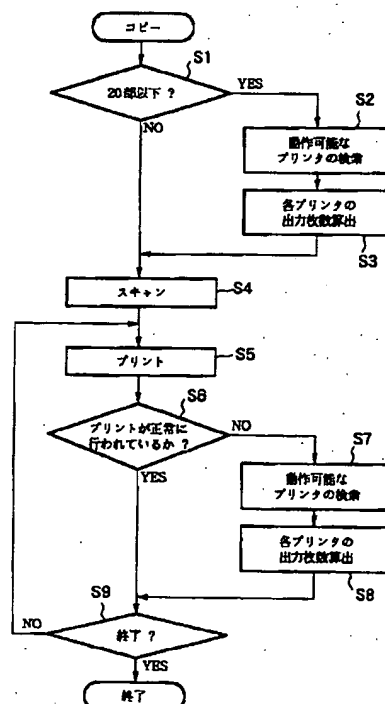 コピー
S1
20部以下 ?
YES
NO
S2
動作可能な
プリンタの検索
各プリンタの
出力枚数算出
S3
スキャン
S4
プリント
S5
S6
プリントが正常に
行われているか ?
NO
YES
S7
動作可能な
プリンタの検索
各プリンタの
出力枚数算出
S8
S9
NO
終了 ?
YES
終了